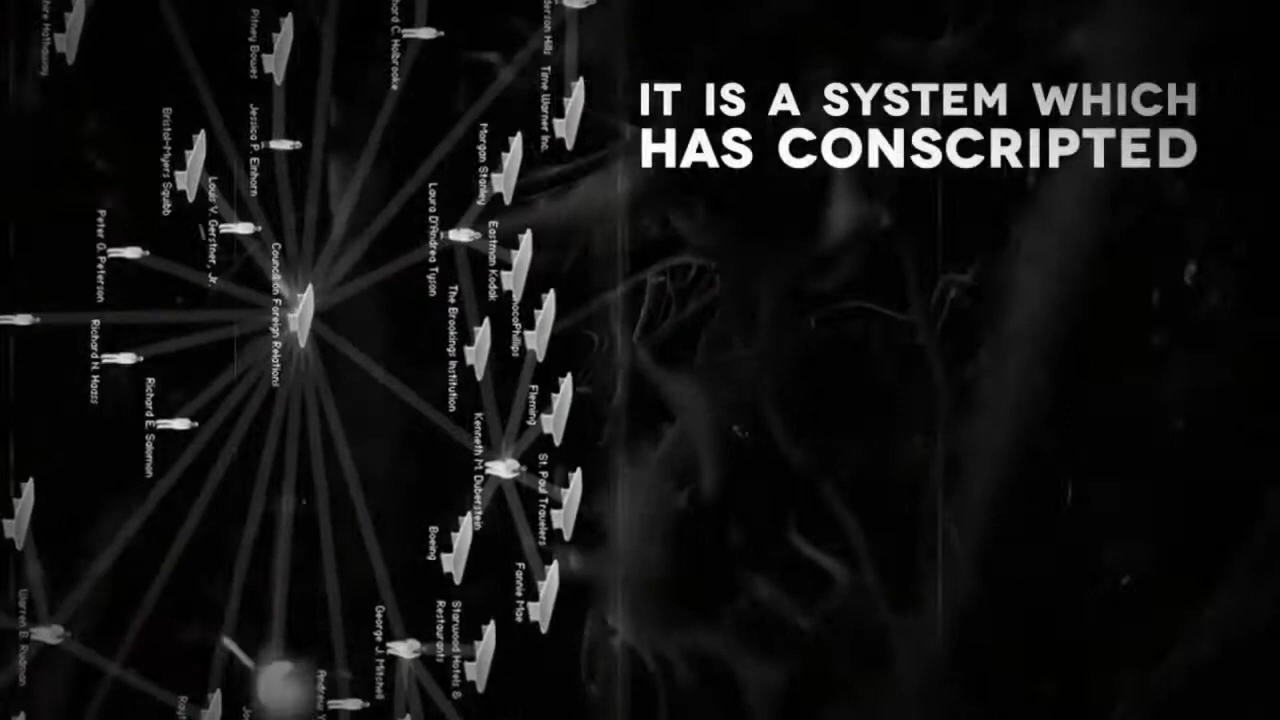 IT IS A SYSTEM WHICH
HAS CONSCRIPTED
Pitney Bowes
Jessica P. Einhorn
Bristol-Myers Squibb
Louis V. Gerstner, Jr.
Peter G. Peterson
Council on Foreign Relations
Richard N. Haass
Richard E. Salomon
Time Warner Inc.
Morgan Stanley
Laura D'Andrea Tyson
Eastman Kodak
The Brookings Institution
Fleming
Kenneth M. Duberstein
St. Paul Travelers
Boeing
Fannie Mae
Starwood Hotels &
Restaurants
George J. Mitchell
Warren B. Rudman